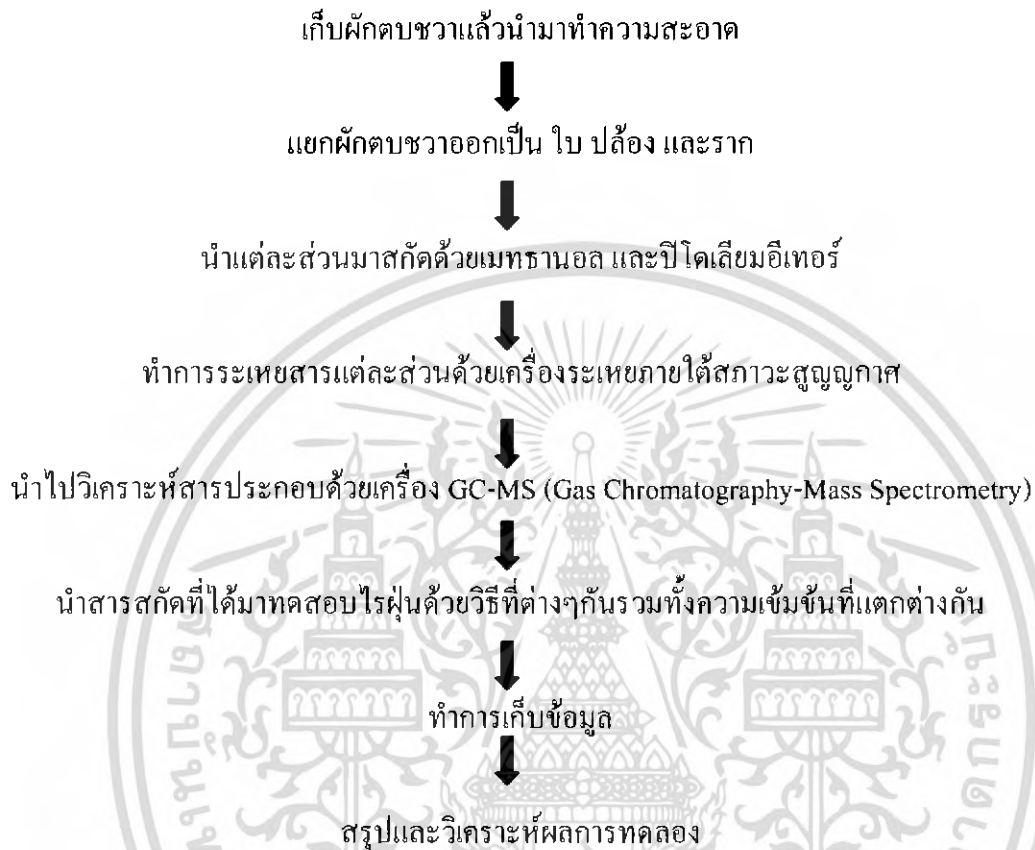 เก็บผักตบชวาแล้วนำมาทำความสะอาด
แยกผักตบชวาออกเป็น ใบ ปล้อง และราก
นำแต่ละส่วนมาสกัดด้วยเมทธานอล และปิโตเลียมอีเทอร์
ทำการระเหยสารแต่ละส่วนด้วยเครื่องระเหยภายใต้สภาวะสูญญกาศ
นำไปวิเคราะห์สารประกอบด้วยเครื่อง GC-MS (Gas Chromatography-Mass Spectrometry)
นำสารสกัดที่ได้มาทดสอบไรฝุ่นด้วยวิธีที่ต่างๆกันรวมทั้งความเข้มข้นที่แตกต่างกัน
ทำการเก็บข้อมูล
สรุปและวิเคราะห์ผลการทดลอง